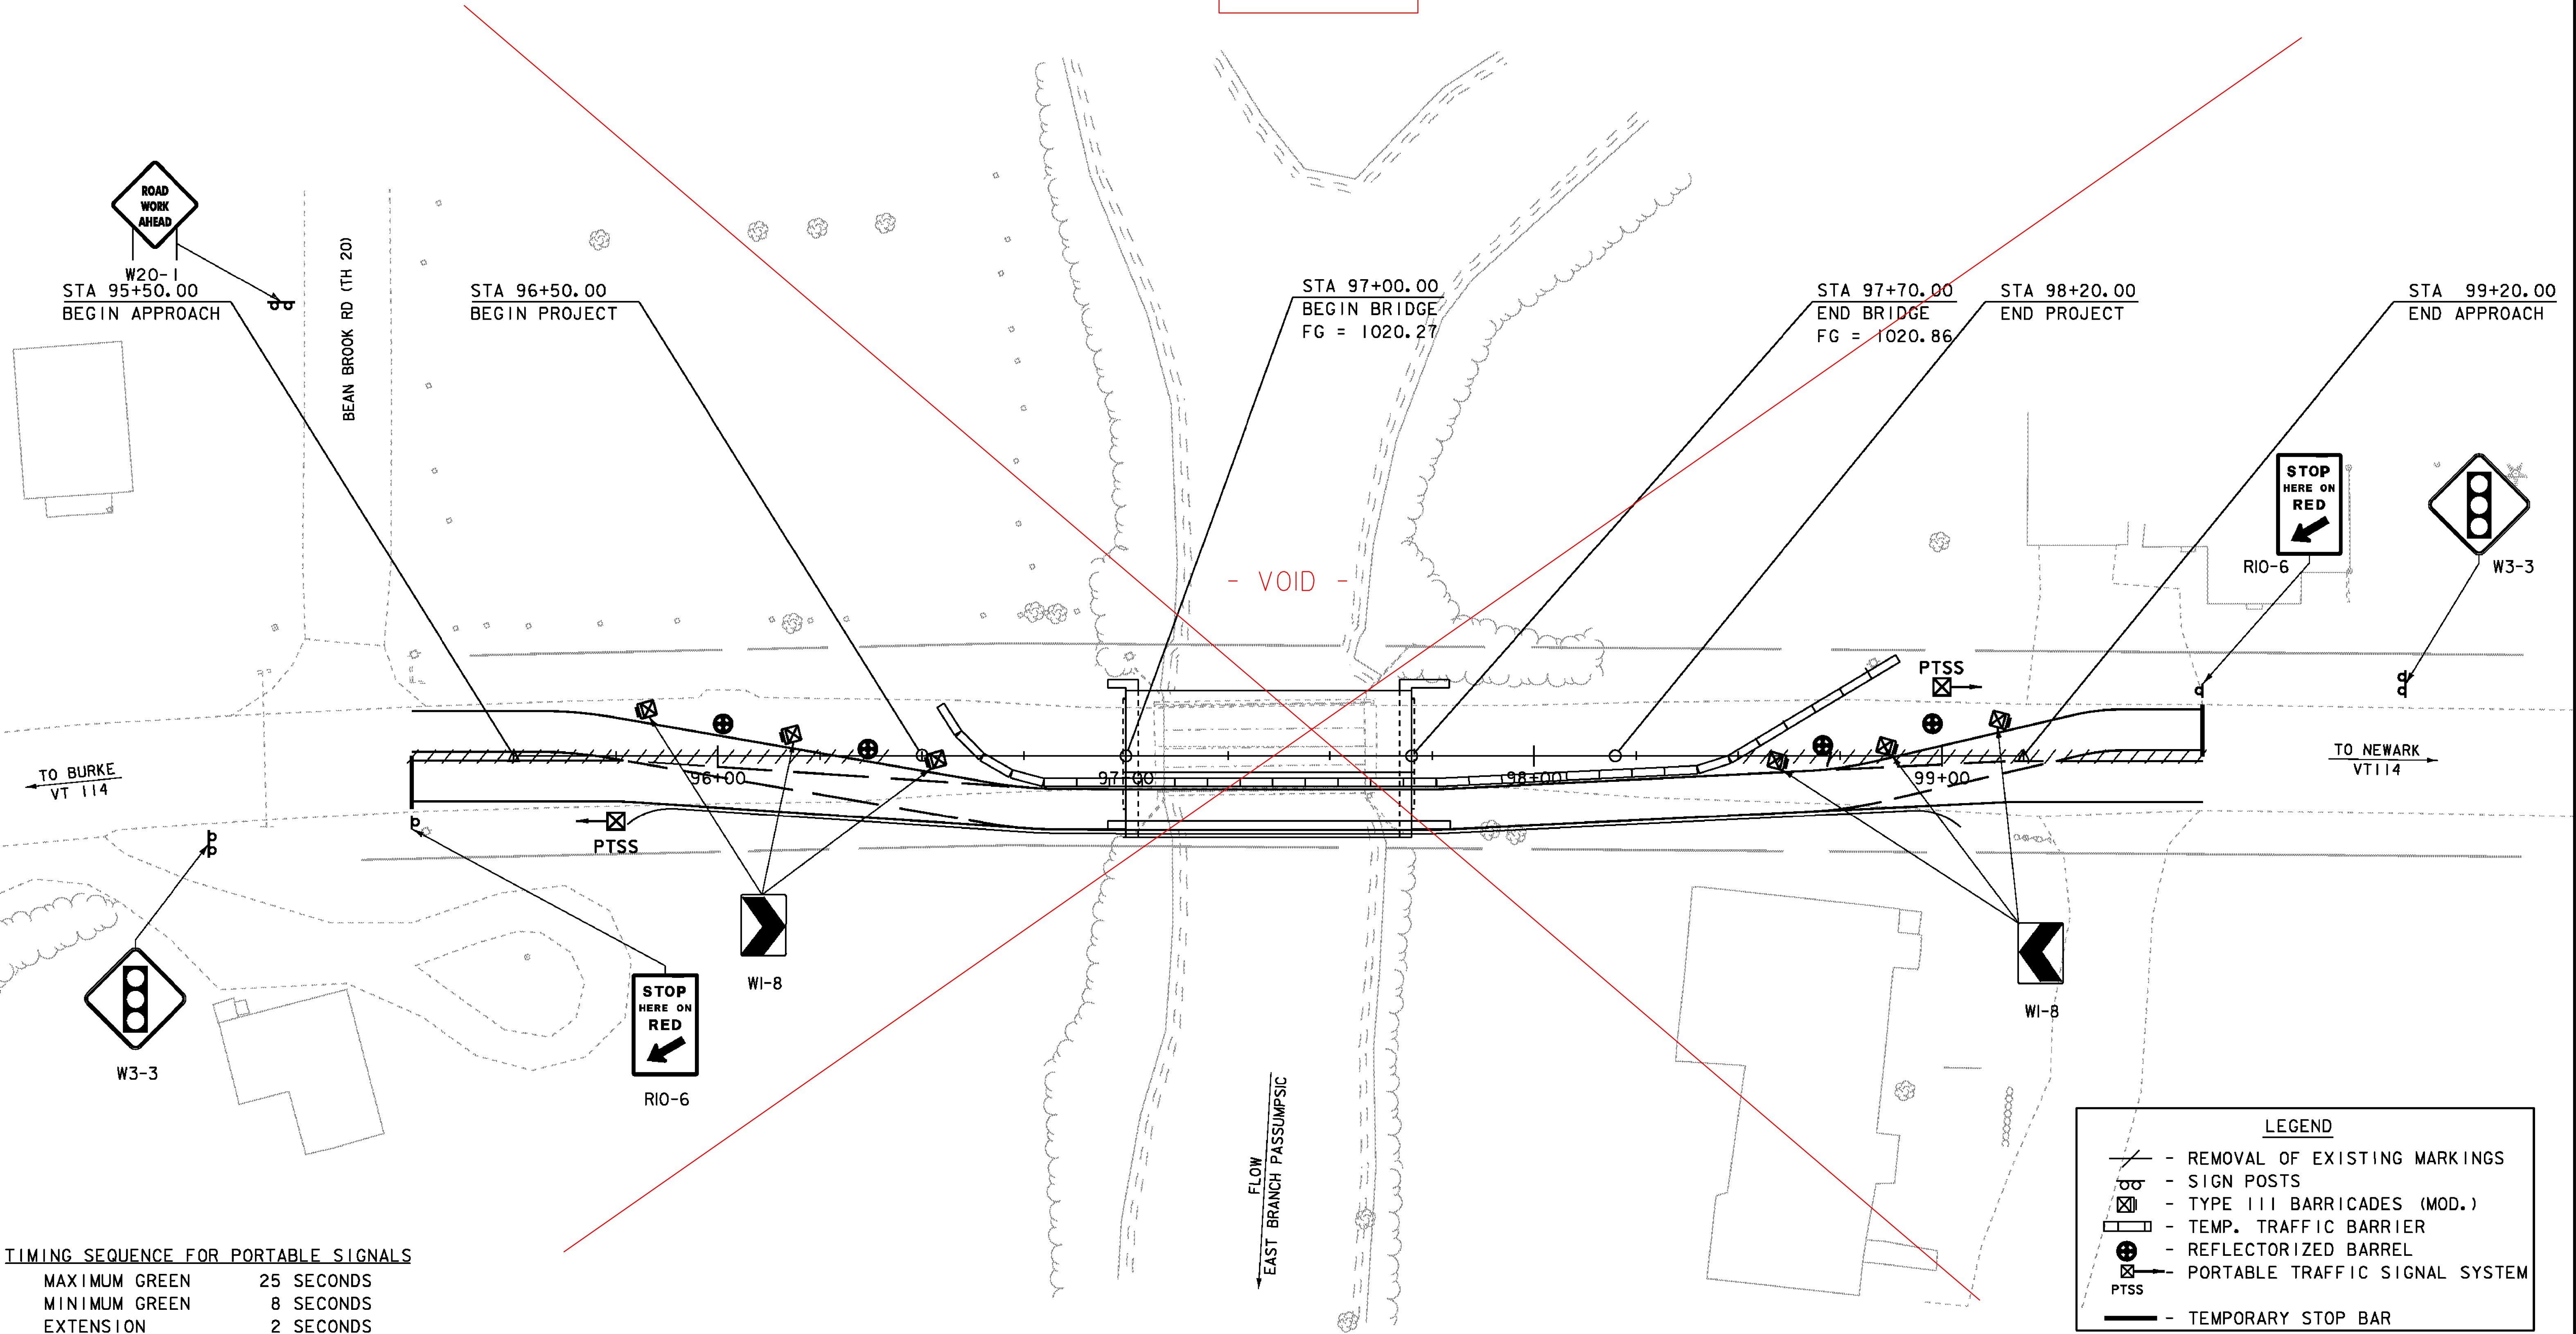 ROAD
WORK
AHEAD
W20-1
STA 95+50.00
BEGIN APPROACH
BEAN BROOK RD (TH 20)
STA 96+50.00
BEGIN PROJECT
STA 97+00.00
BEGIN BRIDGE
FG = 1020.27
STA 97+70.00
END BRIDGE
FG = 1020.86
STA 98+20.00
END PROJECT
STA 99+20.00
END APPROACH
STOP
HERE ON
RED
R10-6
W3-3
- VOID -
PTSS
TO BURKE
VT 114
96+00
97+00
98+00
99+00
TO NEWARK
VT114
PTSS
W1-8
W1-8
STOP
HERE ON
RED
R10-6
W3-3
FLOW
EAST BRANCH PASSUMPSIC
TIMING SEQUENCE FOR PORTABLE SIGNALS
MAXIMUM GREEN 25 SECONDS
MINIMUM GREEN 8 SECONDS
EXTENSION 2 SECONDS
LEGEND
- REMOVAL OF EXISTING MARKINGS
- SIGN POSTS
- TYPE III BARRICADES (MOD.)
- TEMP. TRAFFIC BARRIER
- REFLECTORIZED BARREL
- PORTABLE TRAFFIC SIGNAL SYSTEM
PTSS
- TEMPORARY STOP BAR